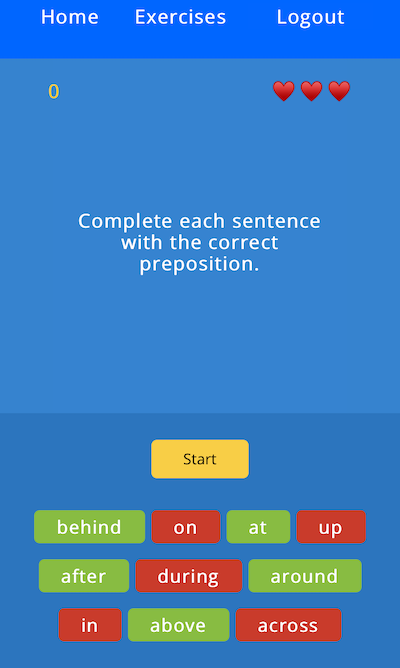 Home Exercises Logout
0
Complete each sentence
with the correct
preposition.
Start
behind on at up
after during around
in above across